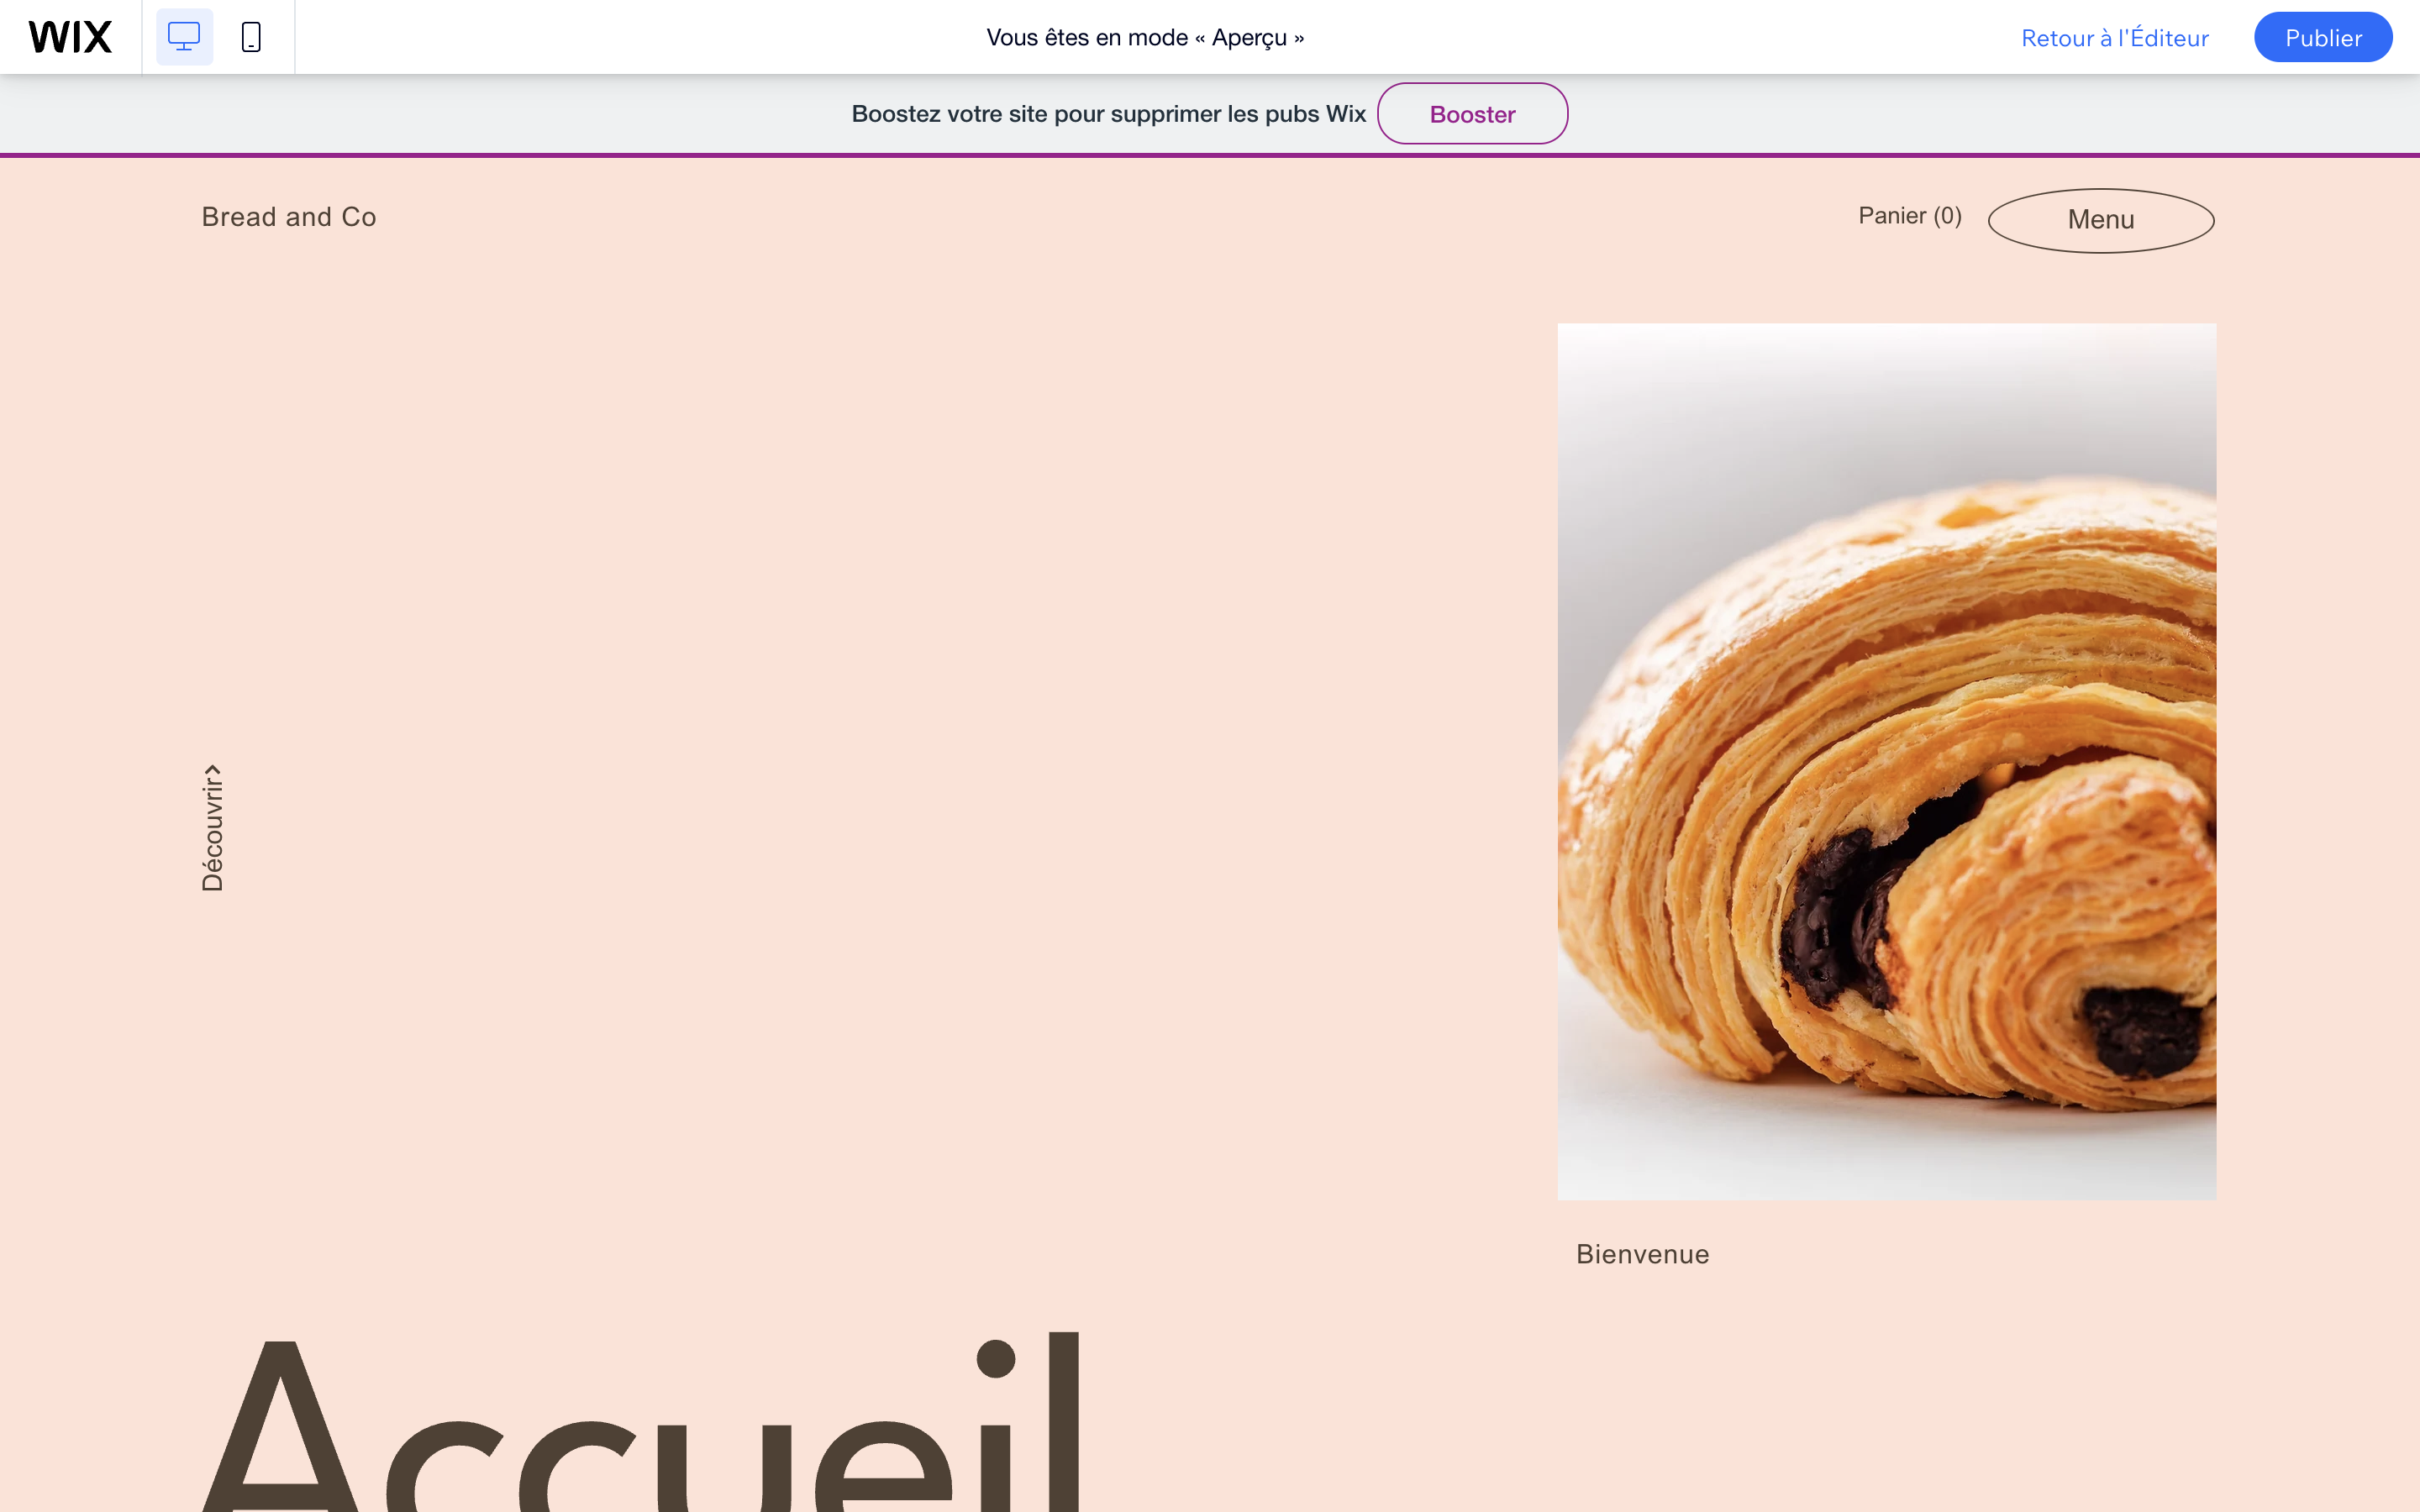 WIX
Vous êtes en mode « Aperçu »
Retour à l'Éditeur
Publier
Boostez votre site pour supprimer les pubs Wix
Booster
Bread and Co
Panier (0)
Menu
Découvrir
Bienvenue
Accueil